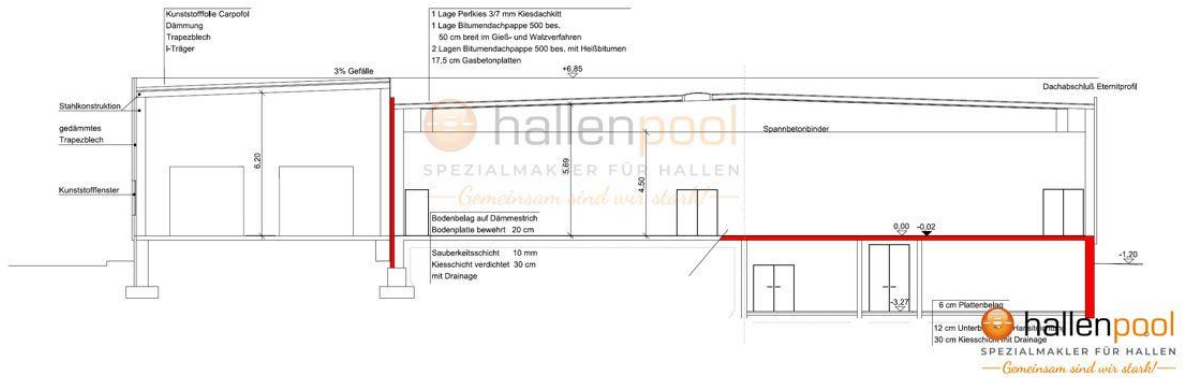 Kunststofffolie Carpofol
Dämmung
Trapezblech
I-Träger
1 Lage Perlkies 3/7 mm Kiesdachkitt
1 Lage Bitumendachpappe 500 bes.
50 cm breit im Gieß- und Walzverfahren
2 Lagen Bitumendachpappe 500 bes. mit Heißbitumen
17,5 cm Gasbetonplatten
3% Gefälle
+6,85
Dachabschluß Eternitprofil
Stahlkonstruktion
gedämmtes
Trapezblech
Kunststofffenster
6,20
5,69
4,50
Spannbetonbinder
hallenpool
SPEZIALMAKLER FÜR HALLEN
Gemeinsam sind wir stark!
Bodenbelag auf Dämmestrich
Bodenplatte bewehrt 20 cm
Sauberkeitsschicht 10 mm
Kiesschicht verdichtet 30 cm
mit Drainage
0,00
-0,02
-1,20
-3,27
6 cm Plattenbelag
12 cm
30 cm Kiesschicht mit Drainage
hallenpool
SPEZIALMAKLER FÜR HALLEN
Gemeinsam sind wir stark!